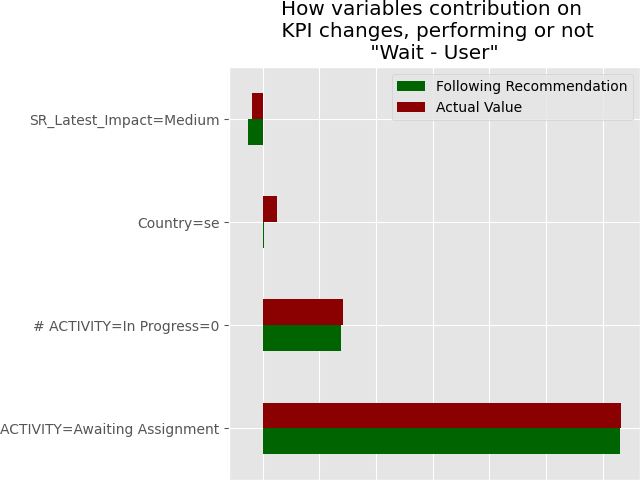 How variables contribution on
KPI changes, performing or not
"Wait - User"
Following Recommendation
Actual Value
SR_Latest_Impact=Medium
Country=se
# ACTIVITY=In Progress=0
ACTIVITY=Awaiting Assignment